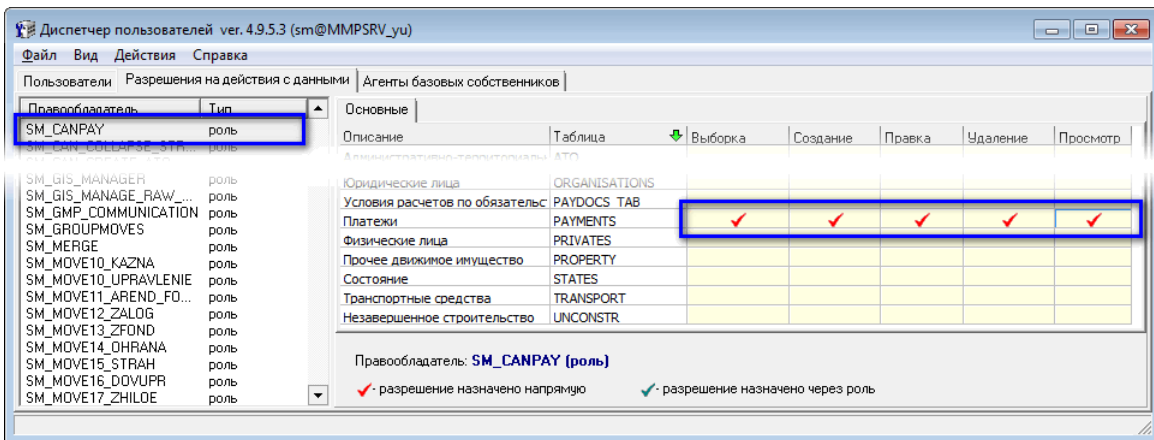 Диспетчер пользователей ver. 4.9.5.3 (sm@MMPSRV_yu)
Файл Вид Действия Справка
Пользователи Разрешения на действия с данными Агенты базовых собственников
Правообладатель Тип
SM_CANPAY роль
SM_CAN_COLLAPSE_STR... роль
SM_GIS_MANAGER роль
SM_GIS_MANAGE_RAW_... роль
SM_GMP_COMMUNICATION роль
SM_GROUPMOVES роль
SM_MERGE роль
SM_MOVE10_KAZNA роль
SM_MOVE10_UPRAVLENIE роль
SM_MOVE11_AREND_FO... роль
SM_MOVE12_ZALOG роль
SM_MOVE13_ZFOND роль
SM_MOVE14_OHRANA роль
SM_MOVE15_STRAH роль
SM_MOVE16_DOVUPR роль
SM_MOVE17_ZHILOE роль
Основные
Описание Таблица Выборка Создание Правка Удаление Просмотр
Административно-территориалы ATO
Юридические лица ORGANISATIONS
Условия расчетов по обязательс PAYDOCS_TAB
Платежи PAYMENTS
Физические лица PRIVATES
Прочее движимое имущество PROPERTY
Состояние STATES
Транспортные средства TRANSPORT
Незавершенное строительство UNCONSTR
Правообладатель: SM_CANPAY (роль)
- разрешение назначено напрямую - разрешение назначено через роль